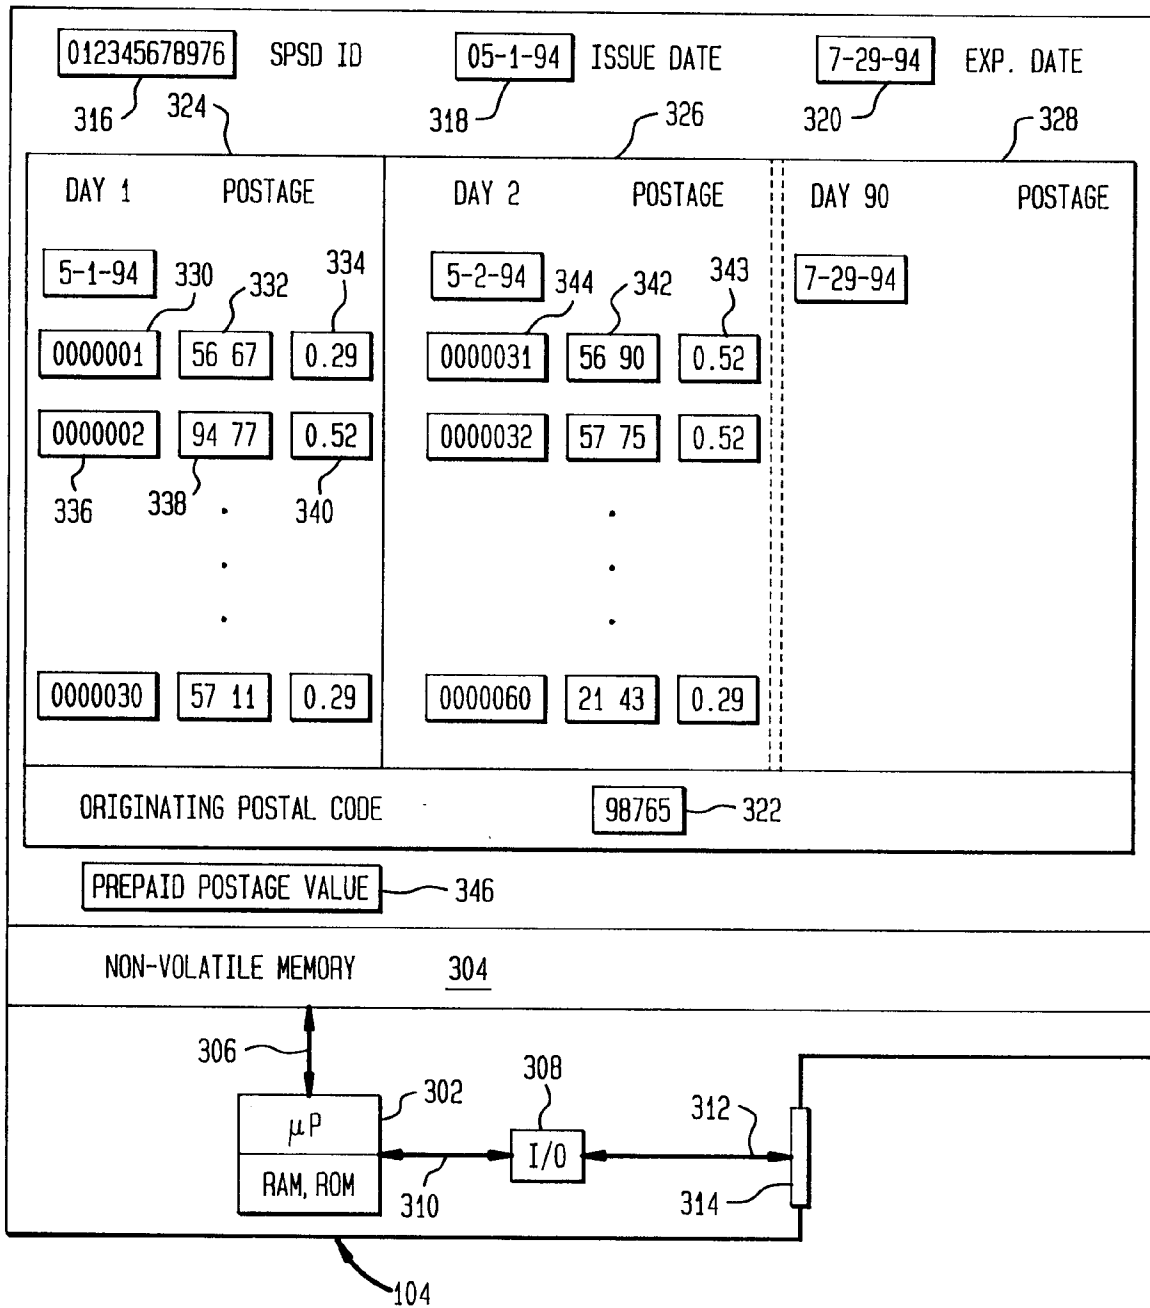 012345678976 SPSD ID 05-1-94 ISSUE DATE 7-29-94 EXP. DATE
316 324 318 326 320 328
DAY 1 POSTAGE DAY 2 POSTAGE DAY 90 POSTAGE
5-1-94 330 332 334 5-2-94 344 342 343 7-29-94
0000001 56 67 0.29 0000031 56 90 0.52
0000002 94 77 0.52 0000032 57 75 0.52
336 338 340
0000030 57 11 0.29 0000060 21 43 0.29
ORIGINATING POSTAL CODE 98765 322
PREPAID POSTAGE VALUE 346
NON-VOLATILE MEMORY 304
306 302 308 312
μP
I/O
RAM, ROM
310 314
104